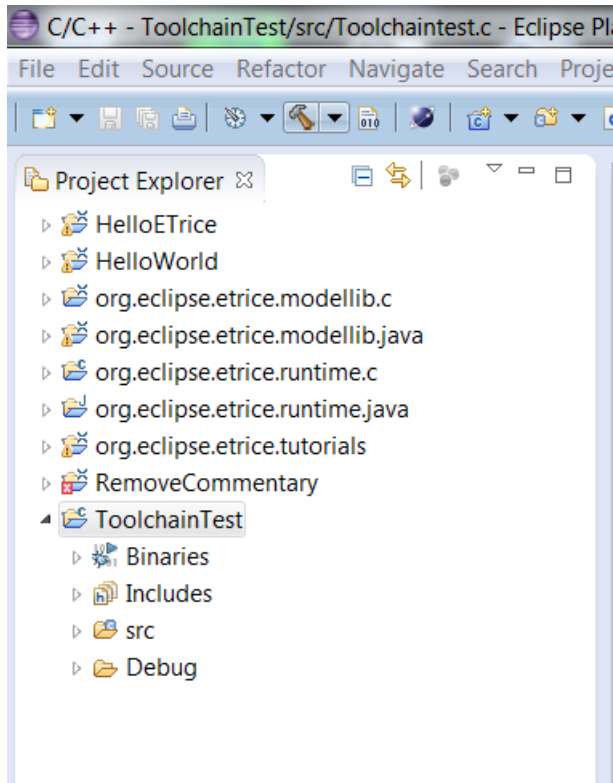 C/C++ - ToolchainTest/src/Toolchaintest.c - Eclipse Pl
File Edit Source Refactor Navigate Search Proje
010
Project Explorer
HelloETrice
HelloWorld
org.eclipse.etrice.modellib.c
org.eclipse.etrice.modellib.java
org.eclipse.etrice.runtime.c
org.eclipse.etrice.runtime.java
org.eclipse.etrice.tutorials
RemoveCommentary
ToolchainTest
Binaries
Includes
src
Debug